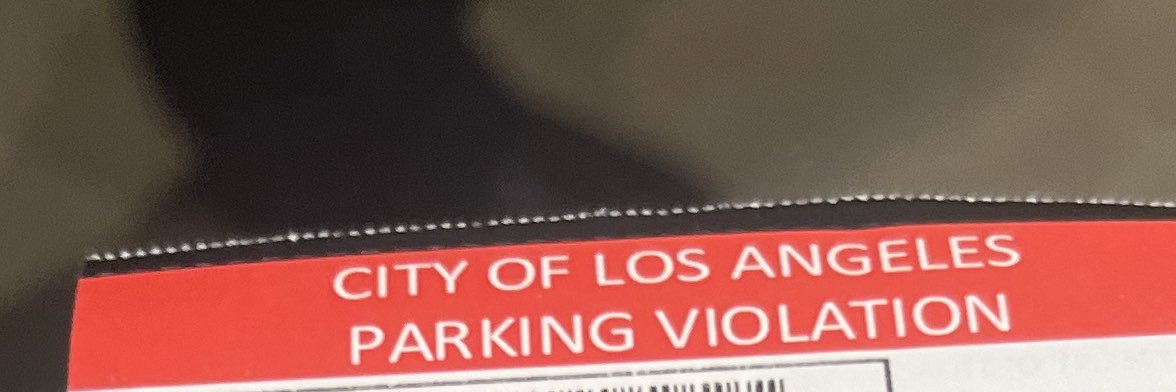 CITY OF LOS ANGELES
PARKING VIOLATION